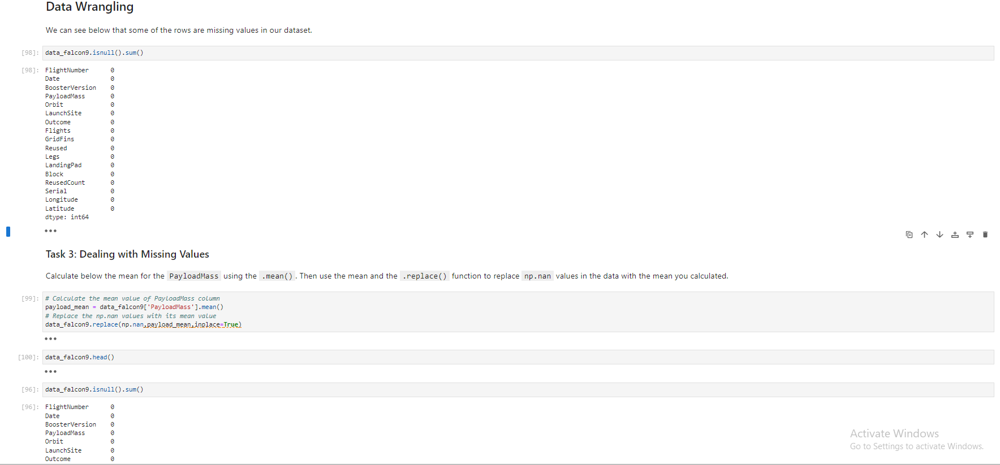 Data Wrangling
We can see below that some of the rows are missing values in our dataset.
[98]: data_falcon9.isnull().sum()
[98]: FlightNumber 0
Date 0
BoosterVersion 0
PayloadMass 0
Orbit 0
LaunchSite 0
Outcome 0
Flights 0
GridFins 0
Reused 0
Legs 0
LandingPad 0
Block 0
ReusedCount 0
Serial 0
Longitude 0
Latitude 0
dtype: int64
Task 3: Dealing with Missing Values
Calculate below the mean for the PayloadMass using the .mean(). Then use the mean and the .replace() function to replace np.nan values in the data with the mean you calculated.
[99]: # Calculate the mean value of PayloadMass column
payload_mean = data_falcon9['PayloadMass'].mean()
# Replace the np.nan values with its mean value
data_falcon9.replace(np.nan,payload_mean,inplace=True)
[100]: data_falcon9.head()
[96]: data_falcon9.isnull().sum()
[96]: FlightNumber 0
Date 0
BoosterVersion 0
PayloadMass 0
Orbit 0
LaunchSite 0
Outcome 0
Activate Windows
Go to Settings to activate Windows.